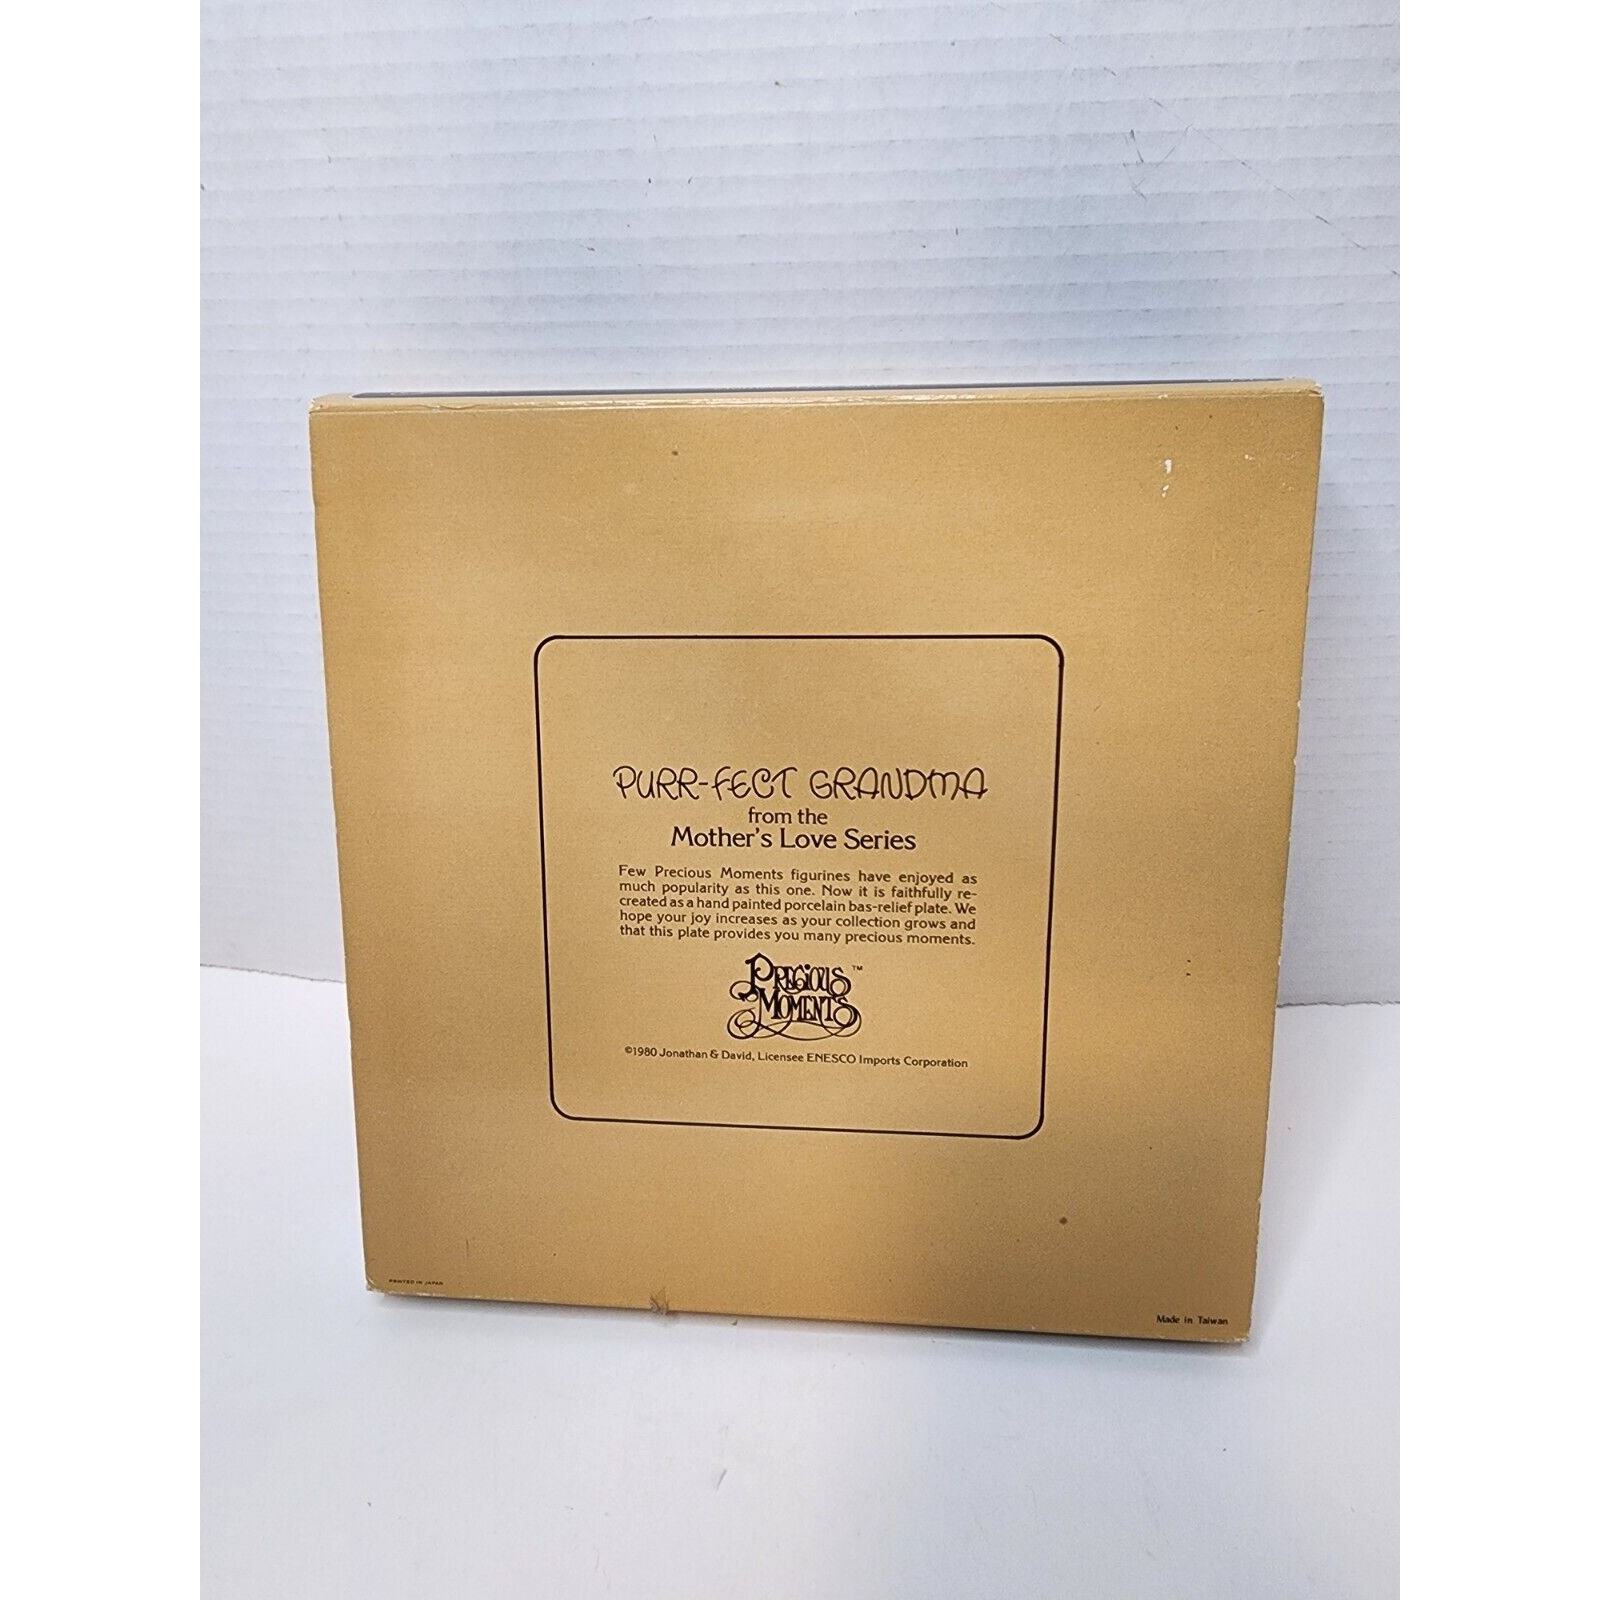 PURR-FECT GRANDMA
from the
Mother's Love Series
Few Precious Moments figurines have enjoyed as
much popularity as this one. Now it is faithfully re-
created as a hand painted porcelain bas-relief plate. We
hope your joy increases as your collection grows and
that this plate provides you many precious moments.
PRECIOUS™
MOMENTS
©1980 Jonathan & David, Licensee ENESCO Imports Corporation
PRINTED IN JAPAN
Made in Taiwan